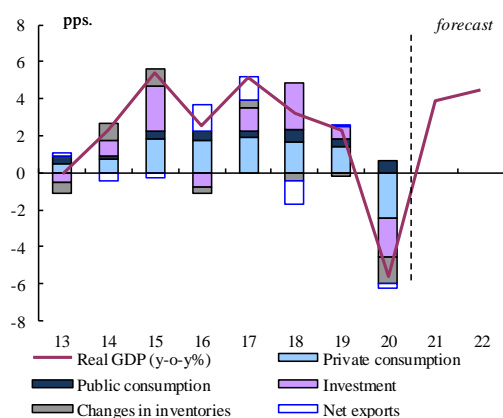 pps.
forecast
8
6
4
2
0
-2
-4
-6
-8
13 14 15 16 17 18 19 20 21 22
Real GDP (y-o-y%) Private consumption
Public consumption Investment
Changes in inventories Net exports